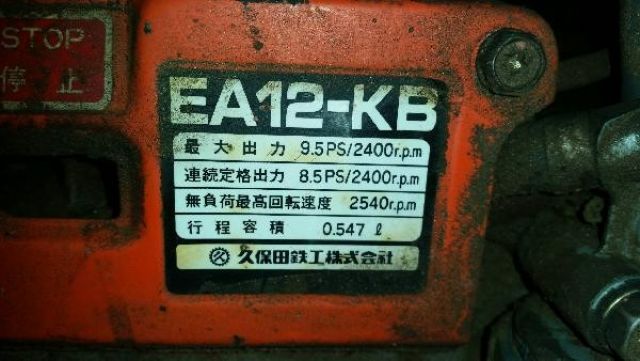 STOP
停止
EA12-KB
最大出力 9.5PS/2400r.p.m
連続定格出力 8.5PS/2400r.p.m
無負荷最高回転速度 2540r.p.m
行程容積 0.547 ℓ
久保田鉄工株式会社